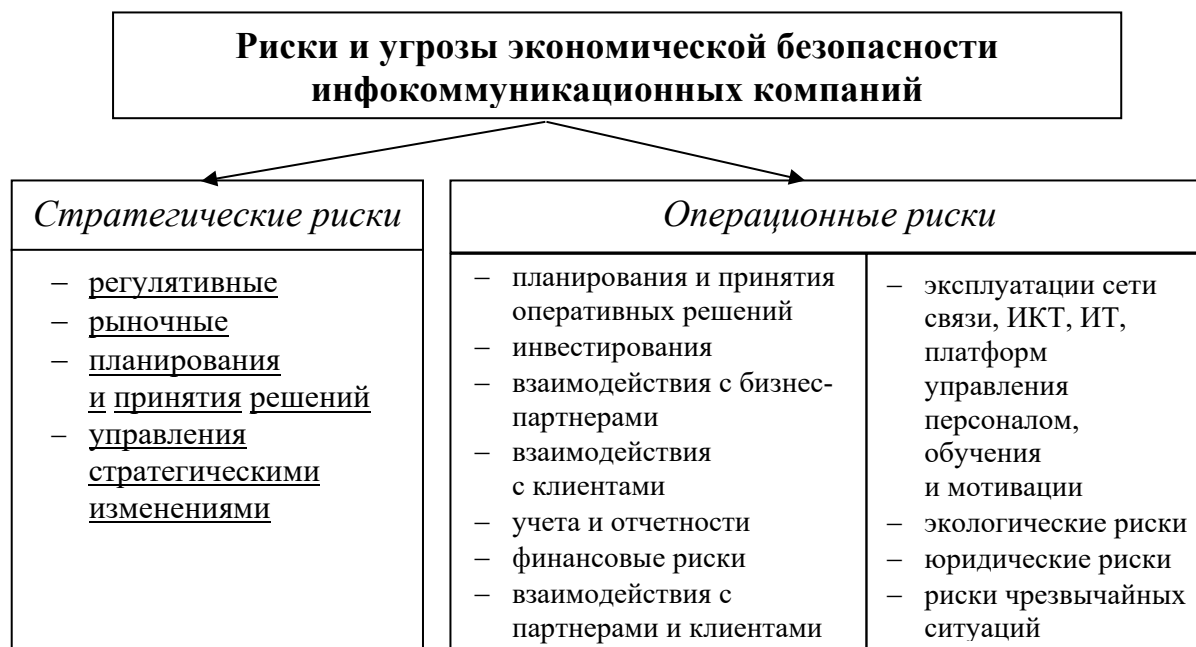 Риски и угрозы экономической безопасности
инфокоммуникационных компаний
Стратегические риски
– регулятивные
– рыночные
– планирования
и принятия решений
– управления
стратегическими
изменениями
Операционные риски
– планирования и принятия
оперативных решений
– инвестирования
– взаимодействия с бизнес-
партнерами
– взаимодействия
с клиентами
– учета и отчетности
– финансовые риски
– взаимодействия с
партнерами и клиентами
– эксплуатации сети
связи, ИКТ, ИТ,
платформ
управления
персоналом,
обучения
и мотивации
– экологические риски
– юридические риски
– риски чрезвычайных
ситуаций